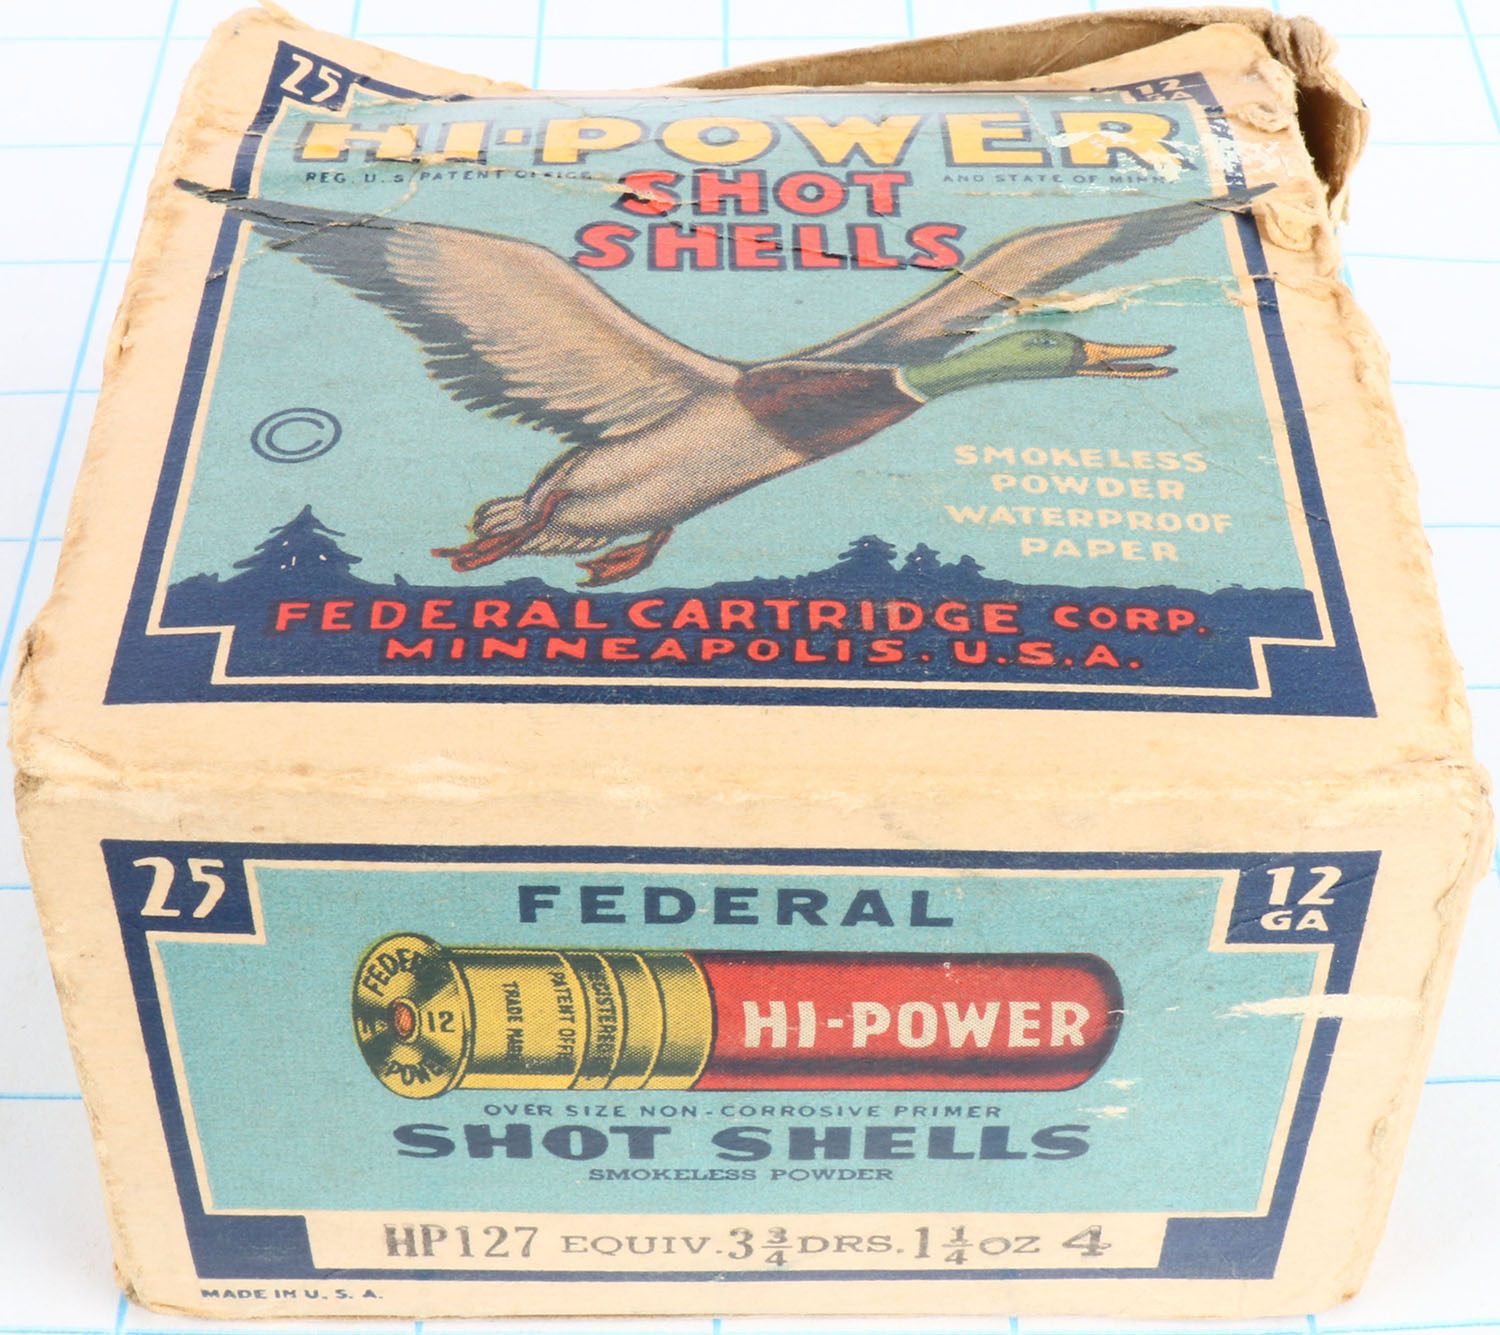 25
12
GA
HI-POWER
REG. U.S. PATENT OFFICE
AND STATE OF MINN.
SHOT
SHELLS
©
SMOKELESS
POWDER
WATERPROOF
PAPER
FEDERAL CARTRIDGE CORP.
MINNEAPOLIS. U.S.A.
25
12
GA
FEDERAL
12
TRADE
PATENT
REGISTERED
HI-POWER
OVER SIZE NON-CORROSIVE PRIMER
SHOT SHELLS
SMOKELESS POWDER
HP127 EQUIV. 3 3/4 DRS. 1 1/4 OZ 4
MADE IN U. S. A.